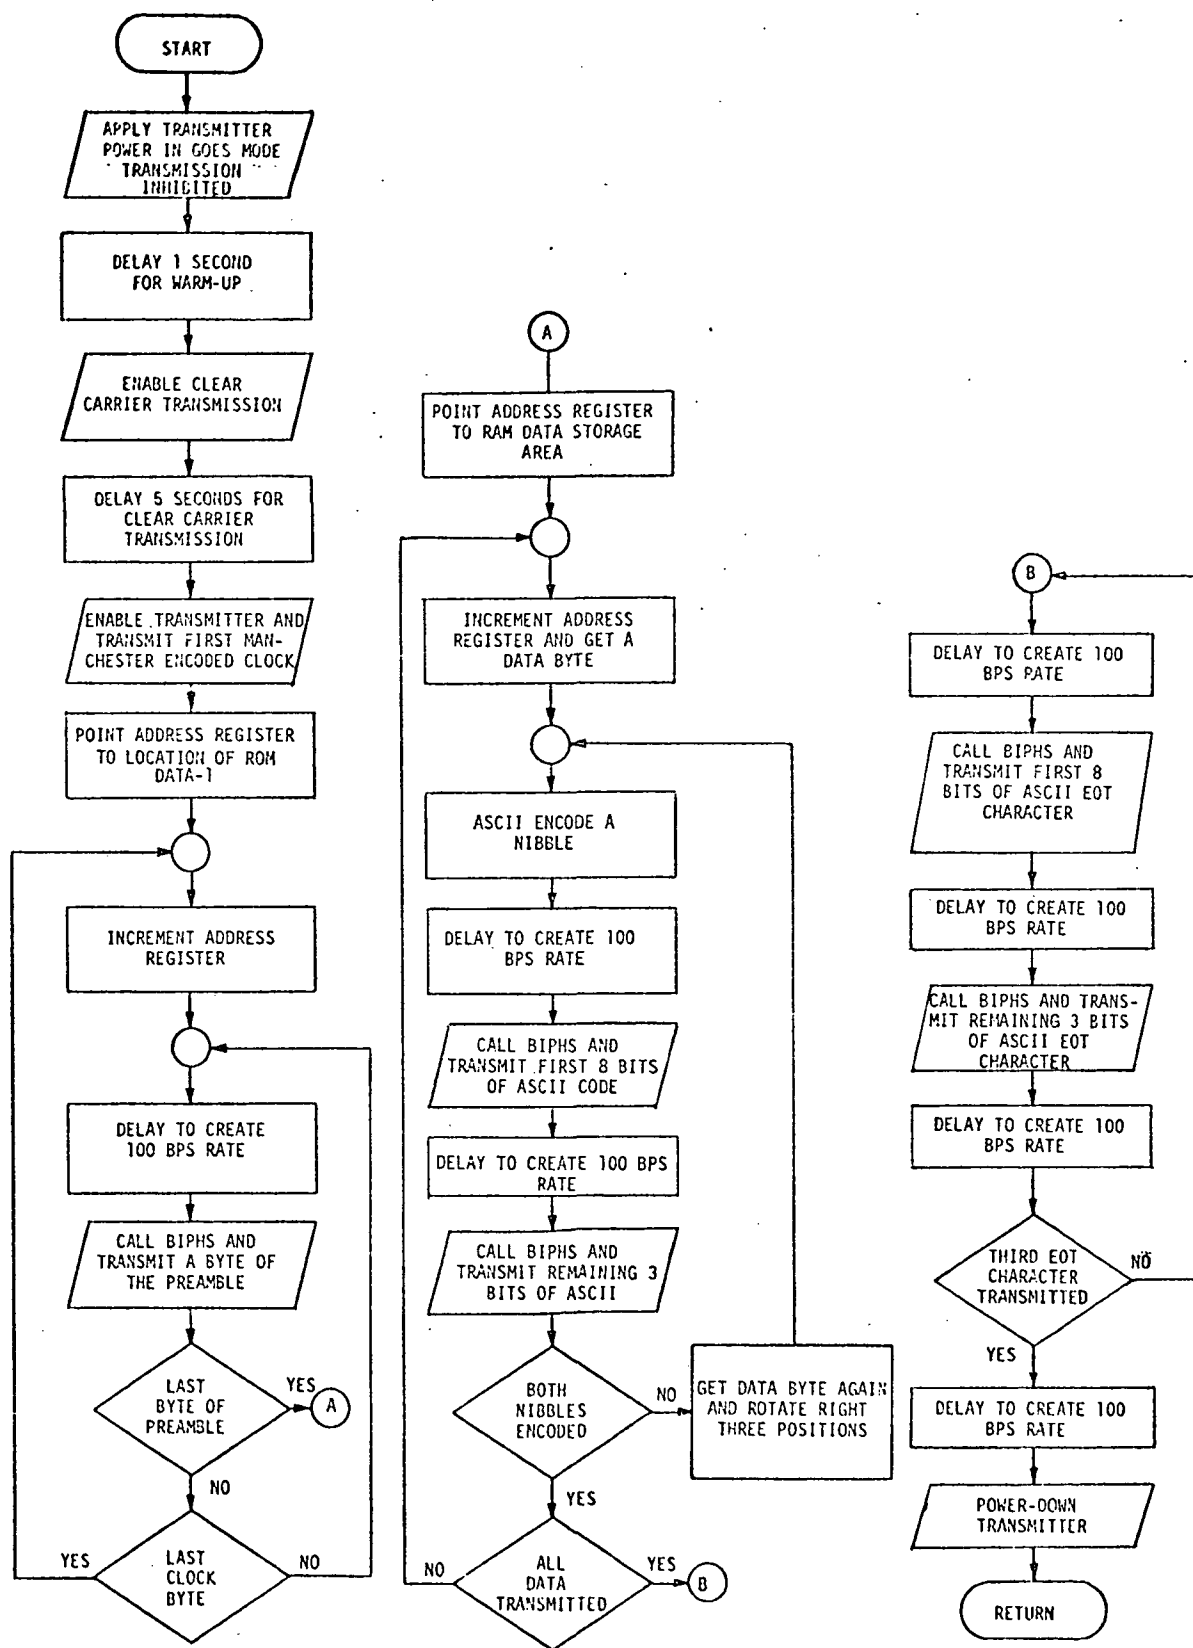 START
APPLY TRANSMITTER
POWER IN GOES MODE
TRANSMISSION
INHIBITED
DELAY 1 SECOND
FOR WARM-UP
ENABLE CLEAR
CARRIER TRANSMISSION
DELAY 5 SECONDS FOR
CLEAR CARRIER
TRANSMISSION
ENABLE TRANSMITTER AND
TRANSMIT FIRST MAN-
CHESTER ENCODED CLOCK
POINT ADDRESS REGISTER
TO LOCATION OF ROM
DATA-1
INCREMENT ADDRESS
REGISTER
DELAY TO CREATE
100 BPS RATE
CALL BIPHS AND
TRANSMIT A BYTE OF
THE PREAMBLE
LAST
BYTE OF
PREAMBLE
YES
A
NO
LAST
CLOCK
BYTE
YES
NO
A
POINT ADDRESS REGISTER
TO RAM DATA STORAGE
AREA
INCREMENT ADDRESS
REGISTER AND GET A
DATA BYTE
ASCII ENCODE A
NIBBLE
DELAY TO CREATE 100
BPS RATE
CALL BIPHS AND
TRANSMIT FIRST 8 BITS
OF ASCII CODE
DELAY TO CREATE 100 BPS
RATE
CALL BIPHS AND
TRANSMIT REMAINING 3
BITS OF ASCII
BOTH
NIBBLES
ENCODED
NO
GET DATA BYTE AGAIN
AND ROTATE RIGHT
THREE POSITIONS
YES
ALL
DATA
TRANSMITTED
NO
YES
B
B
DELAY TO CREATE 100
BPS RATE
CALL BIPHS AND
TRANSMIT FIRST 8
BITS OF ASCII EOT
CHARACTER
DELAY TO CREATE 100
BPS RATE
CALL BIPHS AND TRANS-
MIT REMAINING 3 BITS
OF ASCII EOT
CHARACTER
DELAY TO CREATE 100
BPS RATE
THIRD EOT
CHARACTER
TRANSMITTED
NO
YES
DELAY TO CREATE 100
BPS RATE
POWER-DOWN
TRANSMITTER
RETURN